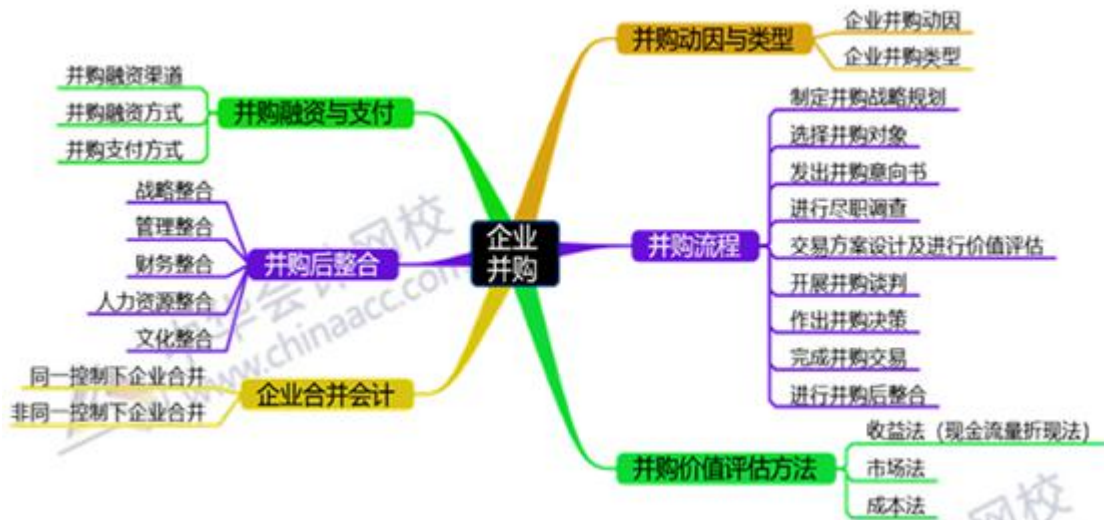 企业
并购
并购动因与类型
企业并购动因
企业并购类型
并购流程
制定并购战略规划
选择并购对象
发出并购意向书
进行尽职调查
交易方案设计及进行价值评估
开展并购谈判
作出并购决策
完成并购交易
进行并购后整合
并购价值评估方法
收益法（现金流量折现法）
市场法
成本法
并购融资与支付
并购融资渠道
并购融资方式
并购支付方式
并购后整合
战略整合
管理整合
财务整合
人力资源整合
文化整合
企业合并会计
同一控制下企业合并
非同一控制下企业合并
中华会计网校
www.chinaacc.com
网校